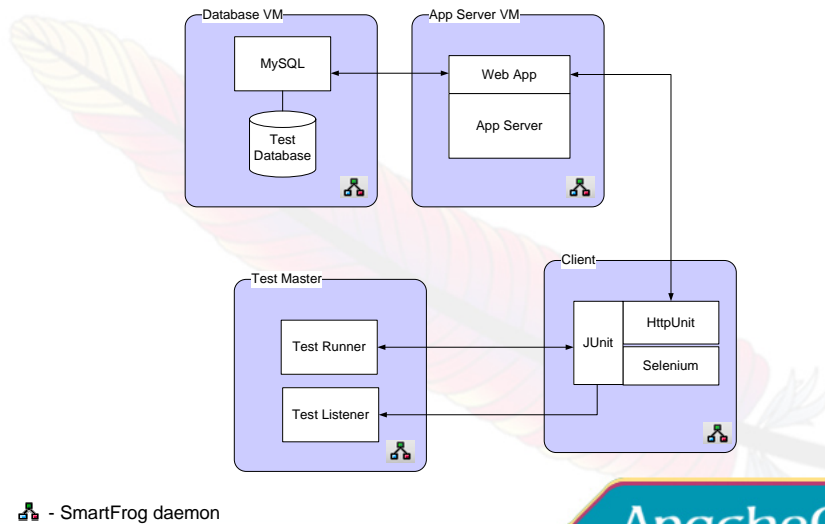 Database VM
App Server VM
MySQL
Test
Database
Web App
App Server
Test Master
Client
Test Runner
Test Listener
JUnit
HttpUnit
Selenium
- SmartFrog daemon